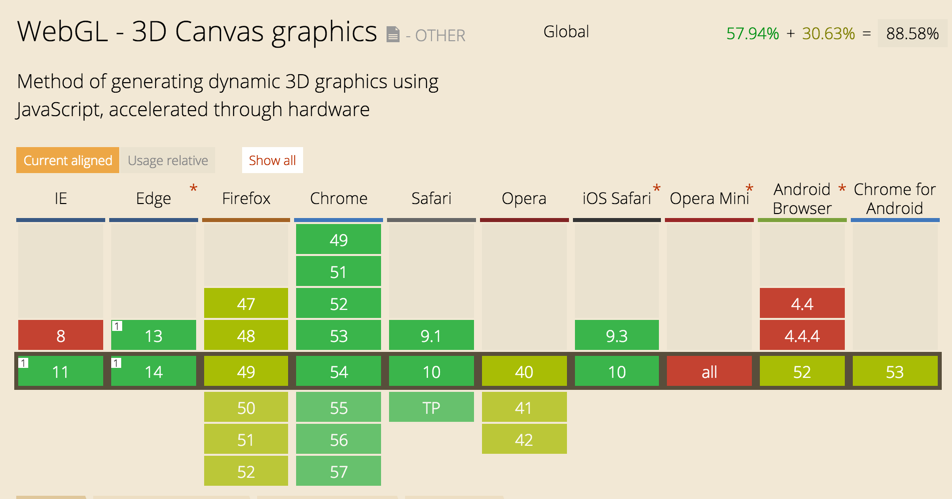 WebGL - 3D Canvas graphics - OTHER Global 57.94% + 30.63% = 88.58%
Method of generating dynamic 3D graphics using
JavaScript, accelerated through hardware
Current aligned Usage relative Show all
IE Edge * Firefox Chrome Safari Opera iOS Safari * Opera Mini * Android Browser * Chrome for Android
49
51
47 52 4.4
8 1 13 48 53 9.1 9.3 4.4.4
1 11 1 14 49 54 10 40 10 all 52 53
50 55 TP 41
51 56 42
52 57